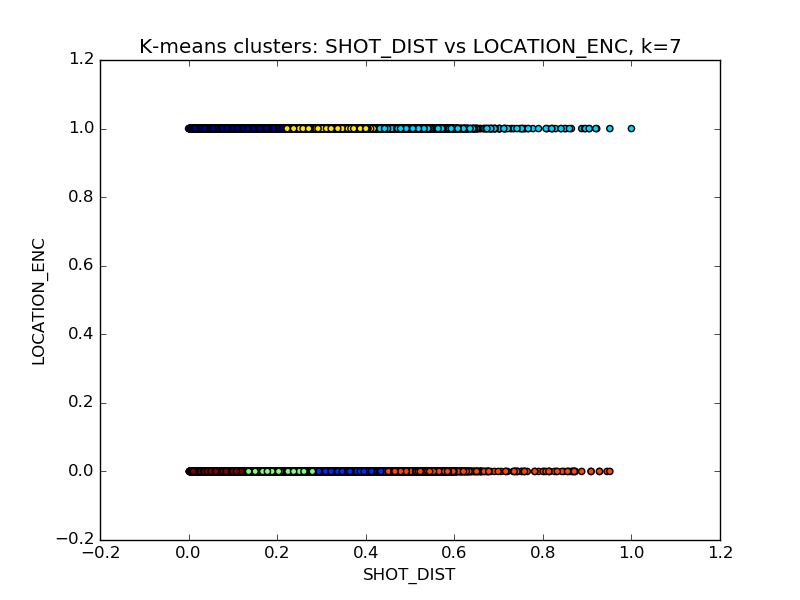 K-means clusters: SHOT_DIST vs LOCATION_ENC, k=7
1.2
1.0
0.8
0.6
0.4
0.2
0.0
−0.2
LOCATION_ENC
−0.2 0.0 0.2 0.4 0.6 0.8 1.0 1.2
SHOT_DIST